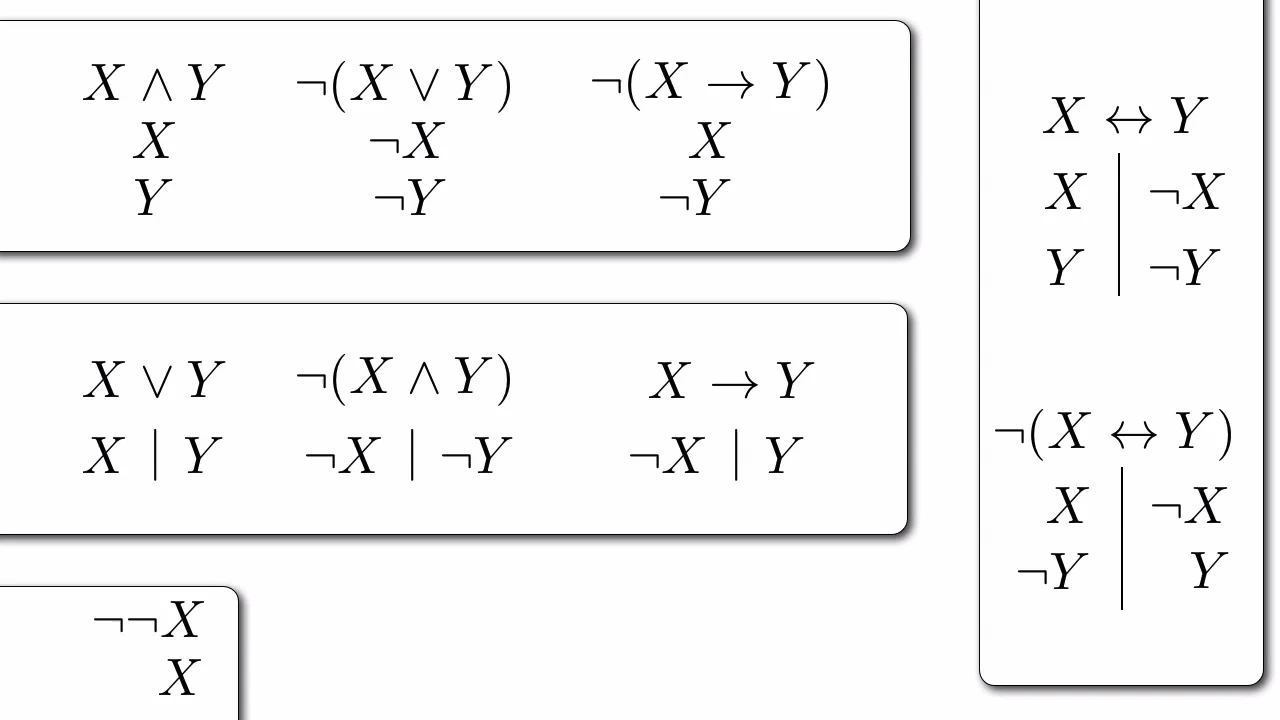 X ∧ Y ¬(X ∨ Y) ¬(X → Y)
X ¬X X
Y ¬Y ¬Y
X ∨ Y ¬(X ∧ Y) X → Y
X | Y ¬X | ¬Y ¬X | Y
¬¬X
X
X ↔ Y
X | ¬X
Y | ¬Y
¬(X ↔ Y)
X | ¬X
¬Y | Y